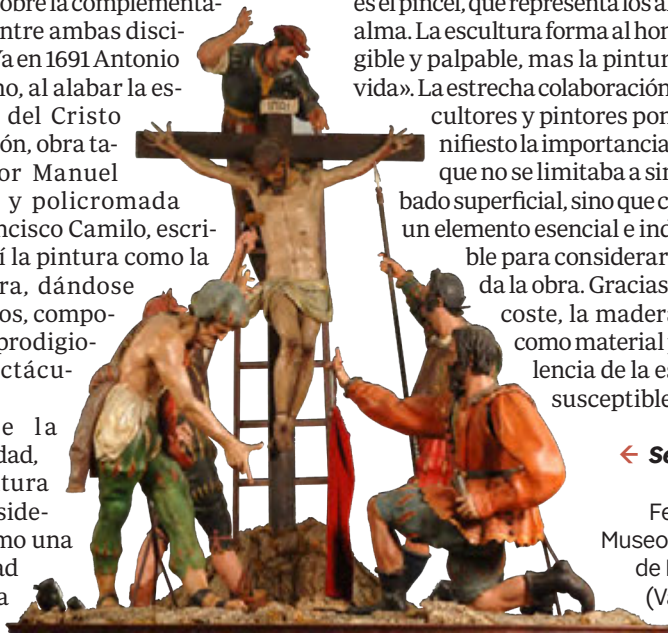 obre la complementa-
ntre ambas disci-
Ya en 1691 Antonio
no, al alabar la es-
del Cristo
ón, obra ta-
or Manuel
y policromada
ncisco Camilo, escri-
í la pintura como la
ra, dándose
os, compo-
prodigio-
ctácu-
e la
dad,
tura
side-
mo una
ad
a
es el pincel, que representa los a
alma. La escultura forma al hom
gible y palpable, mas la pintur
vida». La estrecha colaboración
cultores y pintores pon
nifiesto la importancia
que no se limitaba a sim
bado superficial, sino que c
un elemento esencial e ind
ble para considerar
da la obra. Gracias
coste, la madera
como material
lencia de la es
susceptible
← Se
Fe
Museo
de
(Va